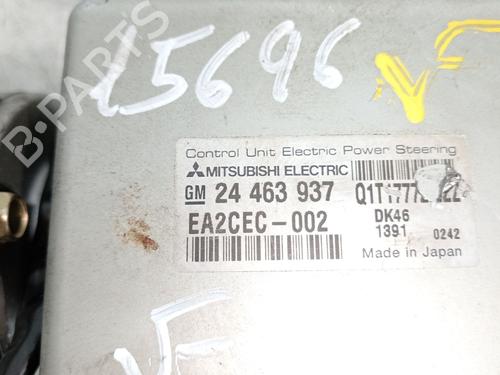 15696
V
Control Unit Electric Power Steering
MITSUBISHI ELECTRIC
GM 24 463 937
EA2CEC-002
DK46
1391 0242
Made in Japan
B-PARTS